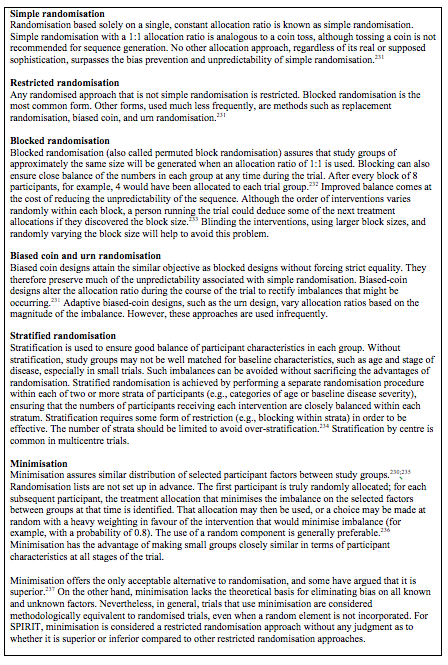 Simple randomisation
Randomisation based solely on a single, constant allocation ratio is known as simple randomisation.
Simple randomisation with a 1:1 allocation ratio is analogous to a coin toss, although tossing a coin is not
recommended for sequence generation. No other allocation approach, regardless of its real or supposed
sophistication, surpasses the bias prevention and unpredictability of simple randomisation.231
Restricted randomisation
Any randomised approach that is not simple randomisation is restricted. Blocked randomisation is the
most common form. Other forms, used much less frequently, are methods such as replacement
randomisation, biased coin, and urn randomisation.231
Blocked randomisation
Blocked randomisation (also called permuted block randomisation) assures that study groups of
approximately the same size will be generated when an allocation ratio of 1:1 is used. Blocking can also
ensure close balance of the numbers in each group at any time during the trial. After every block of 8
participants, for example, 4 would have been allocated to each trial group.232 Improved balance comes at
the cost of reducing the unpredictability of the sequence. Although the order of interventions varies
randomly within each block, a person running the trial could deduce some of the next treatment
allocations if they discovered the block size.233 Blinding the interventions, using larger block sizes, and
randomly varying the block size will help to avoid this problem.
Biased coin and urn randomisation
Biased coin designs attain the similar objective as blocked designs without forcing strict equality. They
therefore preserve much of the unpredictability associated with simple randomisation. Biased-coin
designs alter the allocation ratio during the course of the trial to rectify imbalances that might be
occurring.231 Adaptive biased-coin designs, such as the urn design, vary allocation ratios based on the
magnitude of the imbalance. However, these approaches are used infrequently.
Stratified randomisation
Stratification is used to ensure good balance of participant characteristics in each group. Without
stratification, study groups may not be well matched for baseline characteristics, such as age and stage of
disease, especially in small trials. Such imbalances can be avoided without sacrificing the advantages of
randomisation. Stratified randomisation is achieved by performing a separate randomisation procedure
within each of two or more strata of participants (e.g., categories of age or baseline disease severity),
ensuring that the numbers of participants receiving each intervention are closely balanced within each
stratum. Stratification requires some form of restriction (e.g., blocking within strata) in order to be
effective. The number of strata should be limited to avoid over-stratification.234 Stratification by centre is
common in multicentre trials.
Minimisation
Minimisation assures similar distribution of selected participant factors between study groups.230;235
Randomisation lists are not set up in advance. The first participant is truly randomly allocated; for each
subsequent participant, the treatment allocation that minimises the imbalance on the selected factors
between groups at that time is identified. That allocation may then be used, or a choice may be made at
random with a heavy weighting in favour of the intervention that would minimise imbalance (for
example, with a probability of 0.8). The use of a random component is generally preferable.236
Minimisation has the advantage of making small groups closely similar in terms of participant
characteristics at all stages of the trial.
Minimisation offers the only acceptable alternative to randomisation, and some have argued that it is
superior.237 On the other hand, minimisation lacks the theoretical basis for eliminating bias on all known
and unknown factors. Nevertheless, in general, trials that use minimisation are considered
methodologically equivalent to randomised trials, even when a random element is not incorporated. For
SPIRIT, minimisation is considered a restricted randomisation approach without any judgment as to
whether it is superior or inferior compared to other restricted randomisation approaches.